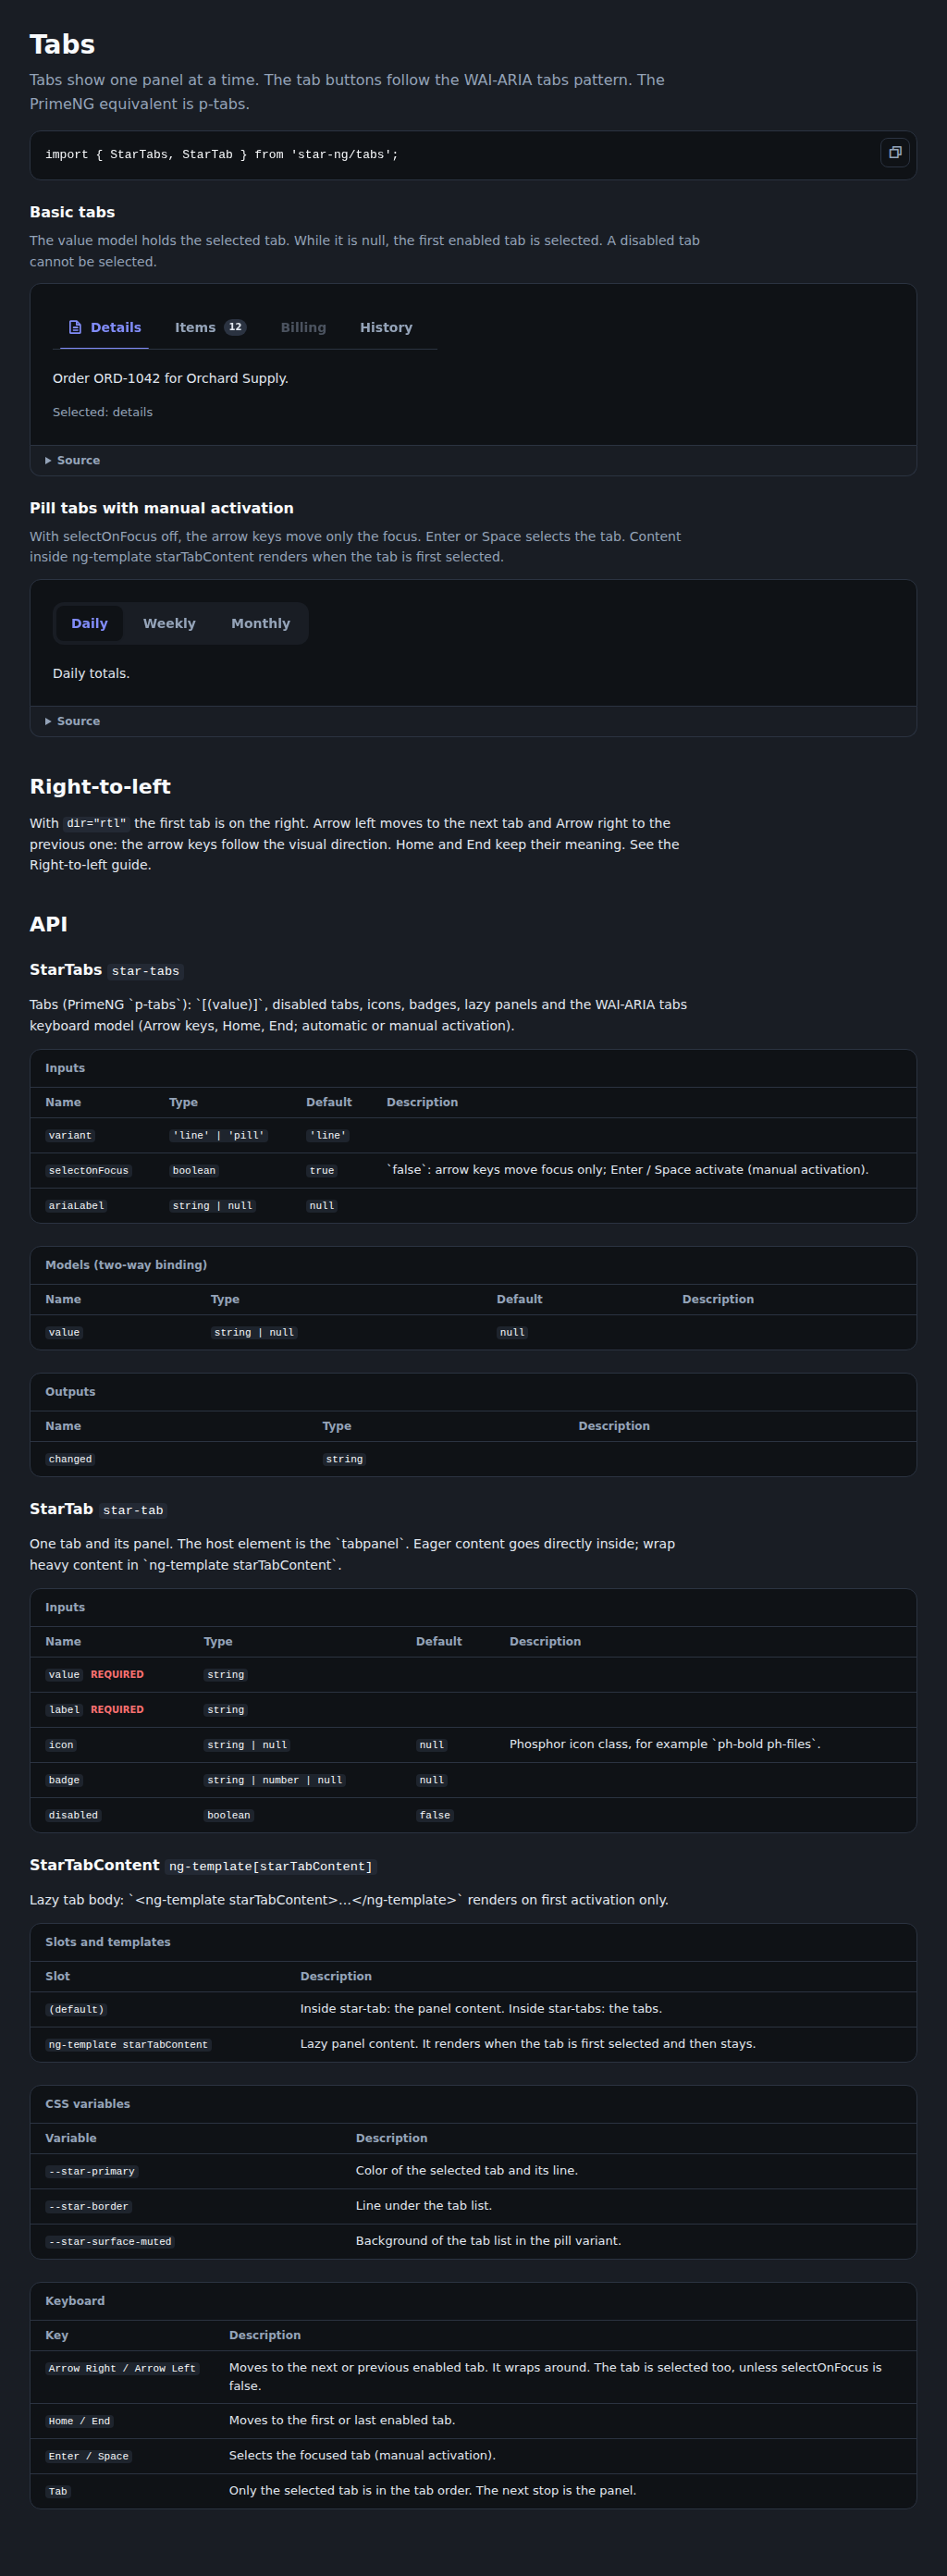 Tabs
Tabs show one panel at a time. The tab buttons follow the WAI-ARIA tabs pattern. The
PrimeNG equivalent is p-tabs.
import { StarTabs, StarTab } from 'star-ng/tabs';
Basic tabs
The value model holds the selected tab. While it is null, the first enabled tab is selected. A disabled tab
cannot be selected.
Details Items 12 Billing History
Order ORD-1042 for Orchard Supply.
Selected: details
Source
Pill tabs with manual activation
With selectOnFocus off, the arrow keys move only the focus. Enter or Space selects the tab. Content
inside ng-template starTabContent renders when the tab is first selected.
Daily Weekly Monthly
Daily totals.
Source
Right-to-left
With dir="rtl" the first tab is on the right. Arrow left moves to the next tab and Arrow right to the
previous one: the arrow keys follow the visual direction. Home and End keep their meaning. See the
Right-to-left guide.
API
StarTabs star-tabs
Tabs (PrimeNG `p-tabs`): `[(value)]`, disabled tabs, icons, badges, lazy panels and the WAI-ARIA tabs
keyboard model (Arrow keys, Home, End; automatic or manual activation).
Inputs
Name Type Default Description
variant 'line' | 'pill' 'line'
selectOnFocus boolean true `false`: arrow keys move focus only; Enter / Space activate (manual activation).
ariaLabel string | null null
Models (two-way binding)
Name Type Default Description
value string | null null
Outputs
Name Type Description
changed string
StarTab star-tab
One tab and its panel. The host element is the `tabpanel`. Eager content goes directly inside; wrap
heavy content in `ng-template starTabContent`.
Inputs
Name Type Default Description
value REQUIRED string
label REQUIRED string
icon string | null null Phosphor icon class, for example `ph-bold ph-files`.
badge string | number | null null
disabled boolean false
StarTabContent ng-template[starTabContent]
Lazy tab body: `<ng-template starTabContent>…</ng-template>` renders on first activation only.
Slots and templates
Slot Description
(default) Inside star-tab: the panel content. Inside star-tabs: the tabs.
ng-template starTabContent Lazy panel content. It renders when the tab is first selected and then stays.
CSS variables
Variable Description
--star-primary Color of the selected tab and its line.
--star-border Line under the tab list.
--star-surface-muted Background of the tab list in the pill variant.
Keyboard
Key Description
Arrow Right / Arrow Left Moves to the next or previous enabled tab. It wraps around. The tab is selected too, unless selectOnFocus is
false.
Home / End Moves to the first or last enabled tab.
Enter / Space Selects the focused tab (manual activation).
Tab Only the selected tab is in the tab order. The next stop is the panel.